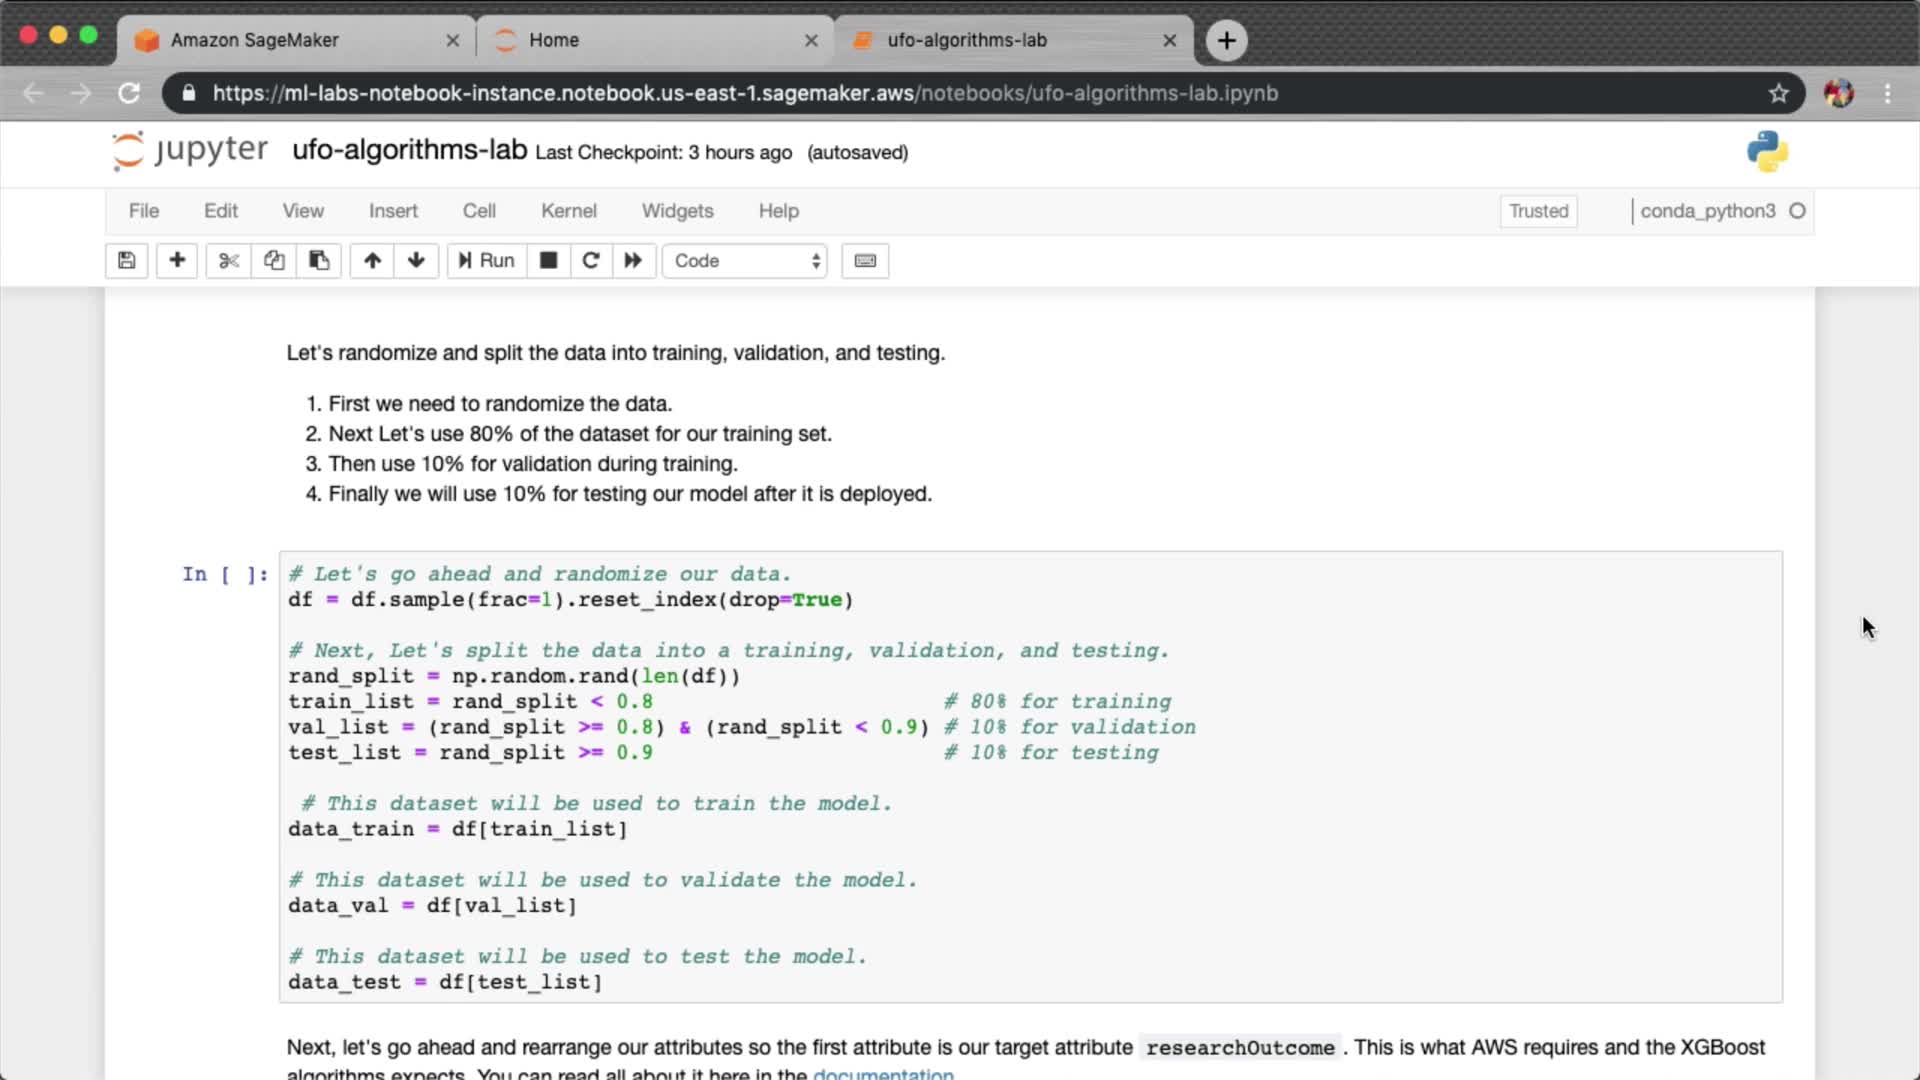 Amazon SageMaker
Home
ufo-algorithms-lab
https://ml-labs-notebook-instance.notebook.us-east-1.sagemaker.aws/notebooks/ufo-algorithms-lab.ipynb
jupyter ufo-algorithms-lab Last Checkpoint: 3 hours ago (autosaved)
File Edit View Insert Cell Kernel Widgets Help Trusted conda_python3
Run Code
Let's randomize and split the data into training, validation, and testing.
1. First we need to randomize the data.
2. Next Let's use 80% of the dataset for our training set.
3. Then use 10% for validation during training.
4. Finally we will use 10% for testing our model after it is deployed.
In [ ]: # Let's go ahead and randomize our data.
df = df.sample(frac=1).reset_index(drop=True)
# Next, Let's split the data into a training, validation, and testing.
rand_split = np.random.rand(len(df))
train_list = rand_split < 0.8 # 80% for training
val_list = (rand_split >= 0.8) & (rand_split < 0.9) # 10% for validation
test_list = rand_split >= 0.9 # 10% for testing
# This dataset will be used to train the model.
data_train = df[train_list]
# This dataset will be used to validate the model.
data_val = df[val_list]
# This dataset will be used to test the model.
data_test = df[test_list]
Next, let's go ahead and rearrange our attributes so the first attribute is our target attribute researchOutcome . This is what AWS requires and the XGBoost
algorithms expects. You can read all about it here in the documentation.